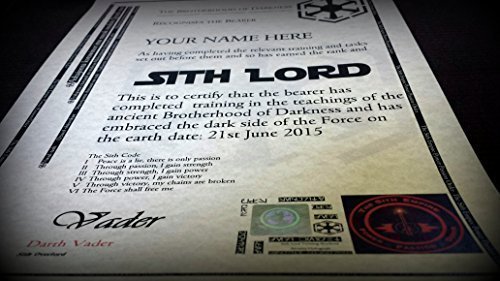 THE BROTHERHOOD OF DARKNESS
RECOGNISES THE BEARER
YOUR NAME HERE
As having completed the relevant training and tasks
set out before them and so has earned the rank and
SITH LORD
This is to certify that the bearer has
completed training in the teachings of the
ancient Brotherhood of Darkness and has
embraced the dark side of the Force on
the earth date: 21st June 2015
The Sith Code
I Peace is a lie, there is only passion
II Through passion, I gain strength
III Through strength, I gain power
IV Through power, I gain victory
V Through victory, my chains are broken
VI The Force shall free me
Vader
Darth Vader
Sith Overlord
THE SITH EMPIRE